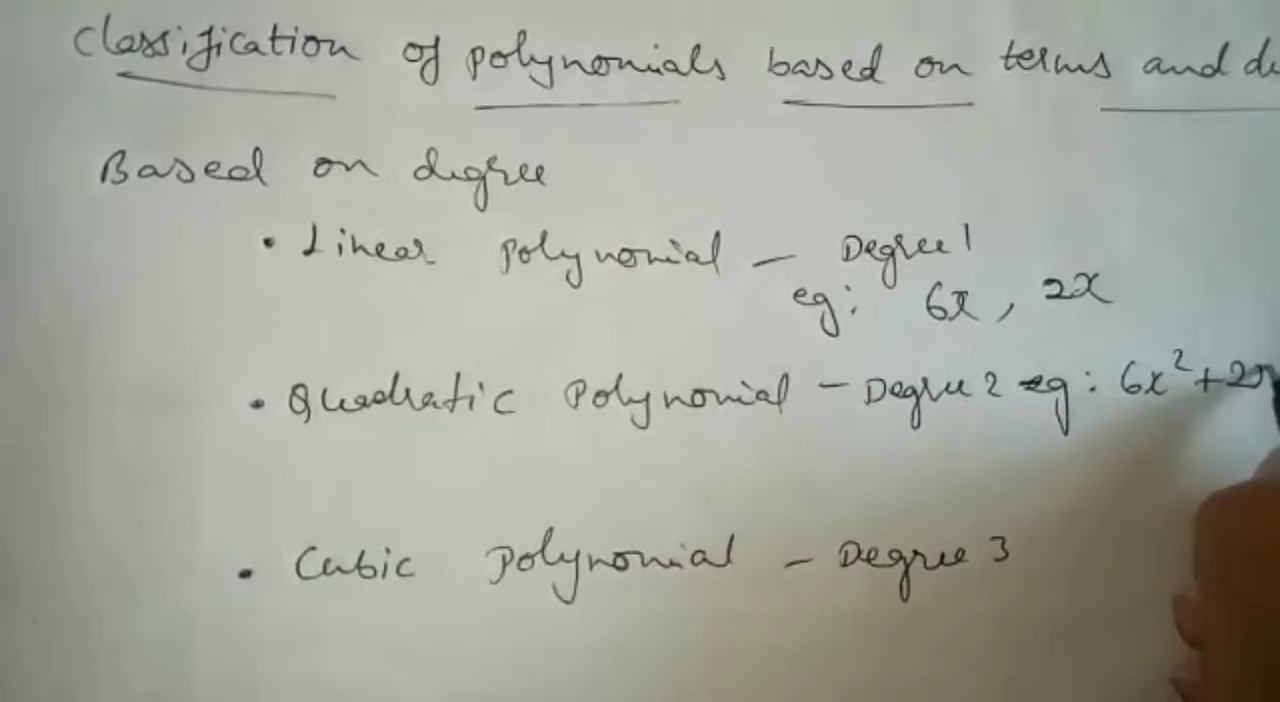 Classification of polynomials based on terms and de
Based on degree
• Linear polynomial — Degree 1
eg: 6x, 2x
• Quadratic Polynomial — Degree 2 eg: 6x²+2
• Cubic polynomial — Degree 3